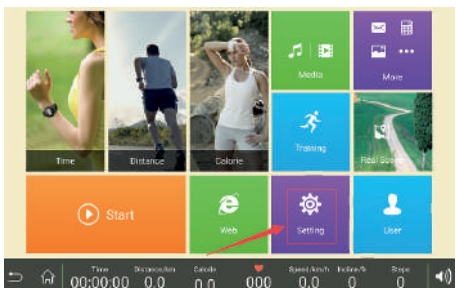 Media
More
Time
Distance
Calorie
Training
Real Scene
Start
Web
Setting
User
Time
00:00:00
Distance/km
0.0
Calorie
0.0
000
Speed/km/h
0.0
Incline/%
0
Steps
0